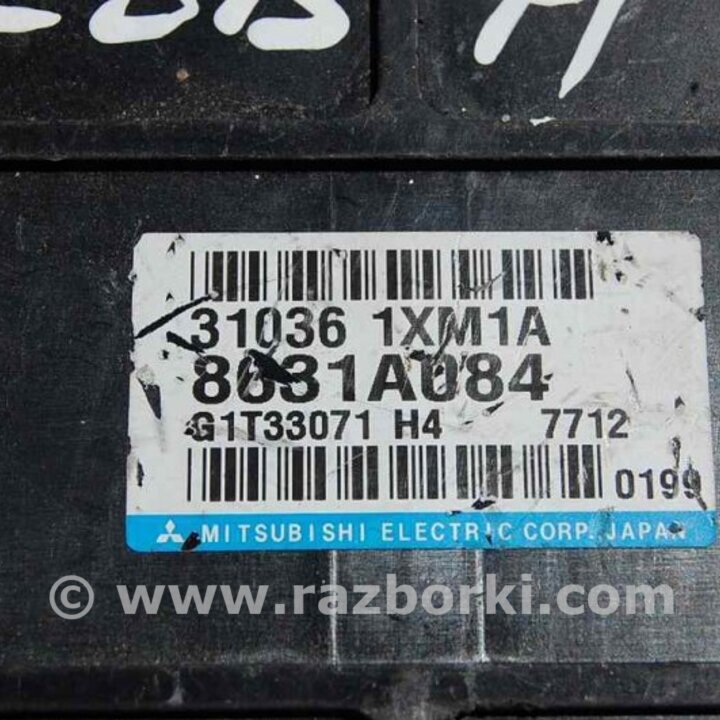 31036 1XM1A
8631A084
G1T33071 H4 7712
0199
MITSUBISHI ELECTRIC CORP. JAPAN
© www.razborki.com